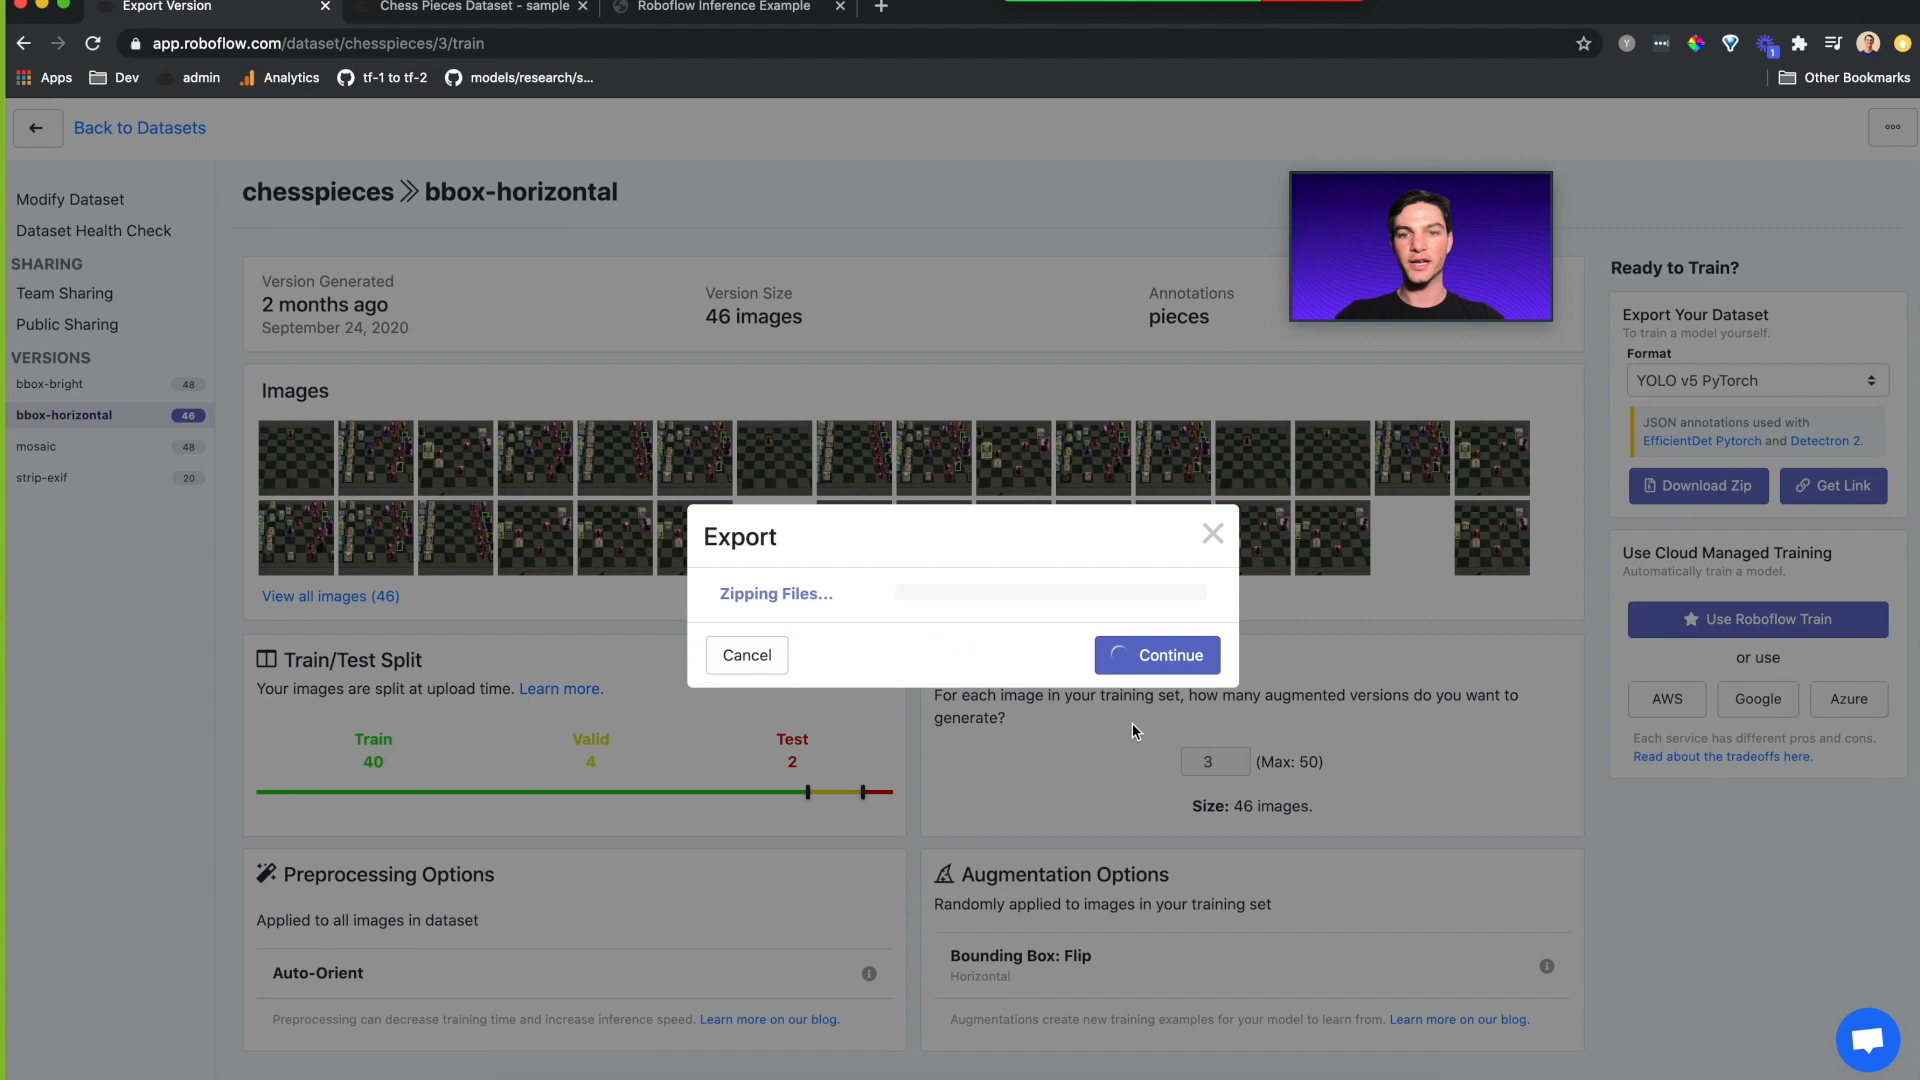 Export Version
Chess Pieces Dataset - sample
Roboflow Inference Example
app.roboflow.com/dataset/chesspieces/3/train
Apps
Dev
admin
Analytics
tf-1 to tf-2
models/research/s...
Other Bookmarks
Back to Datasets
Modify Dataset
Dataset Health Check
SHARING
Team Sharing
Public Sharing
VERSIONS
bbox-bright 48
bbox-horizontal 46
mosaic 48
strip-exif 20
chesspieces bbox-horizontal
Version Generated
2 months ago
September 24, 2020
Version Size
46 images
Annotations
pieces
Images
View all images (46)
Export
Zipping Files...
Cancel
Continue
Train/Test Split
Your images are split at upload time. Learn more.
Train
40
Valid
4
Test
2
For each image in your training set, how many augmented versions do you want to
generate?
3 (Max: 50)
Size: 46 images.
Preprocessing Options
Applied to all images in dataset
Auto-Orient
Preprocessing can decrease training time and increase inference speed. Learn more on our blog.
Augmentation Options
Randomly applied to images in your training set
Bounding Box: Flip
Horizontal
Augmentations create new training examples for your model to learn from. Learn more on our blog.
Ready to Train?
Export Your Dataset
To train a model yourself.
Format
YOLO v5 PyTorch
JSON annotations used with
EfficientDet Pytorch and Detectron 2.
Download Zip
Get Link
Use Cloud Managed Training
Automatically train a model.
Use Roboflow Train
or use
AWS
Google
Azure
Each service has different pros and cons.
Read about the tradeoffs here.